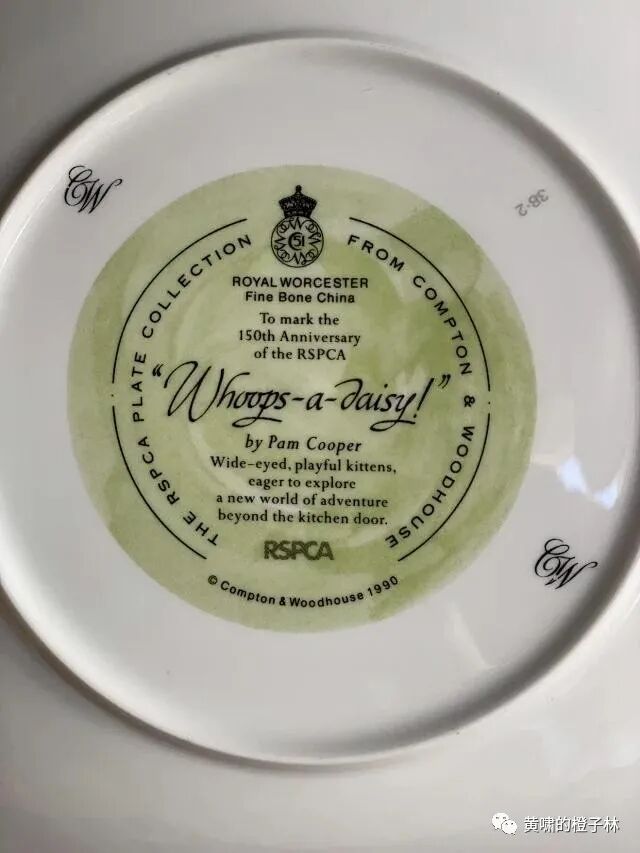 CW
38-2
51
THE RSPCA PLATE COLLECTION FROM COMPTON & WOODHOUSE
ROYAL WORCESTER
Fine Bone China
To mark the
150th Anniversary
of the RSPCA
"Whoops-a-daisy!"
by Pam Cooper
Wide-eyed, playful kittens,
eager to explore
a new world of adventure
beyond the kitchen door.
RSPCA
© Compton & Woodhouse 1990
CW
黄啸的橙子林